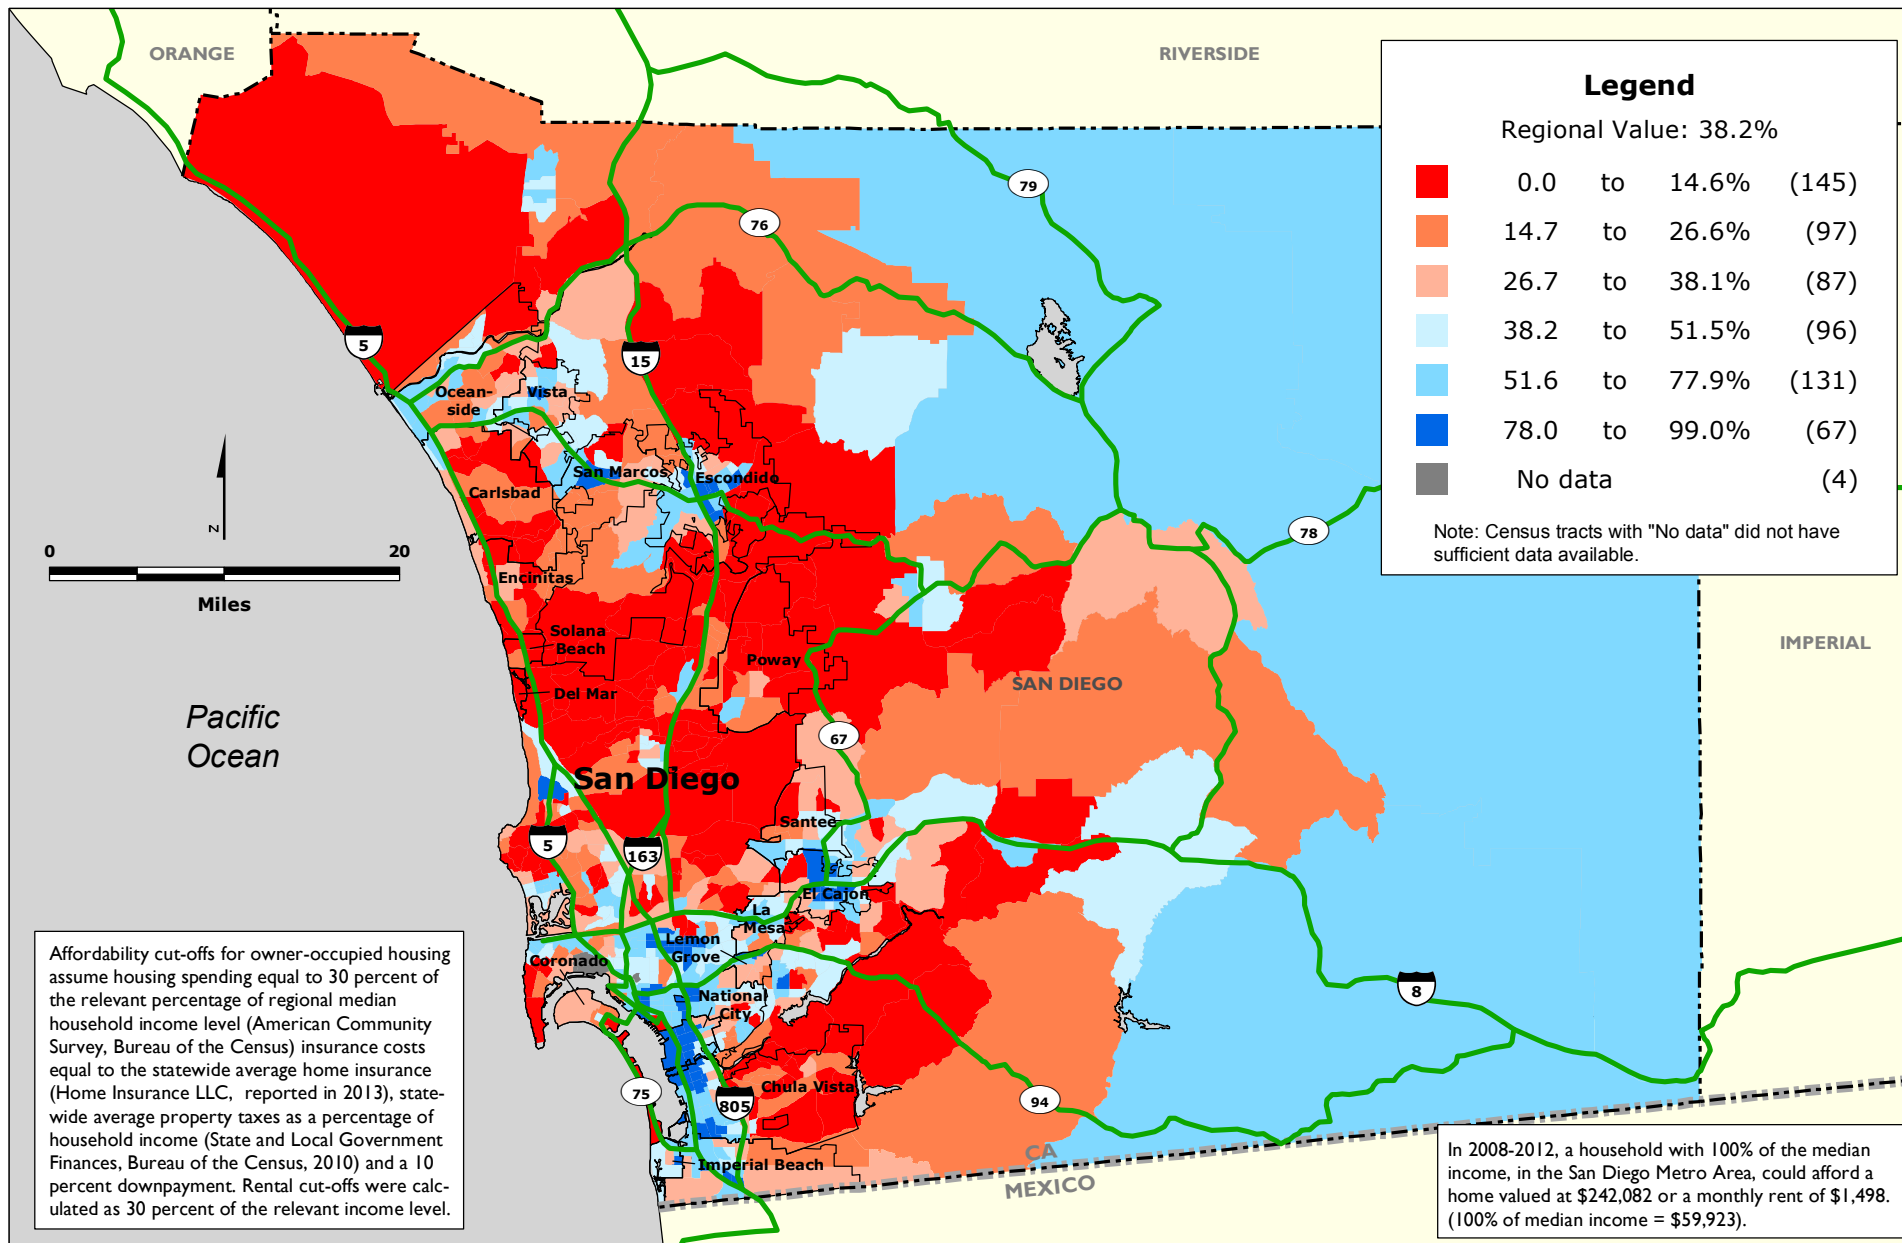 ORANGE
RIVERSIDE
Legend
Regional Value: 38.2%
0.0 to 14.6% (145)
14.7 to 26.6% (97)
26.7 to 38.1% (87)
38.2 to 51.5% (96)
51.6 to 77.9% (131)
78.0 to 99.0% (67)
No data (4)
Note: Census tracts with "No data" did not have
sufficient data available.
79
76
5
15
Ocean-
side
Vista
San Marcos
Escondido
Carlsbad
78
N
0 20
Miles
Encinitas
Solana
Beach
Poway
IMPERIAL
SAN DIEGO
Del Mar
Pacific
Ocean
67
San Diego
Santee
5
163
El Cajon
La
Mesa
Lemon
Grove
Coronado
National
City
8
Chula Vista
75
805
94
Imperial Beach
CA
MEXICO
Affordability cut-offs for owner-occupied housing
assume housing spending equal to 30 percent of
the relevant percentage of regional median
household income level (American Community
Survey, Bureau of the Census) insurance costs
equal to the statewide average home insurance
(Home Insurance LLC, reported in 2013), state-
wide average property taxes as a percentage of
household income (State and Local Government
Finances, Bureau of the Census, 2010) and a 10
percent downpayment. Rental cut-offs were calc-
ulated as 30 percent of the relevant income level.
In 2008-2012, a household with 100% of the median
income, in the San Diego Metro Area, could afford a
home valued at $242,082 or a monthly rent of $1,498.
(100% of median income = $59,923).